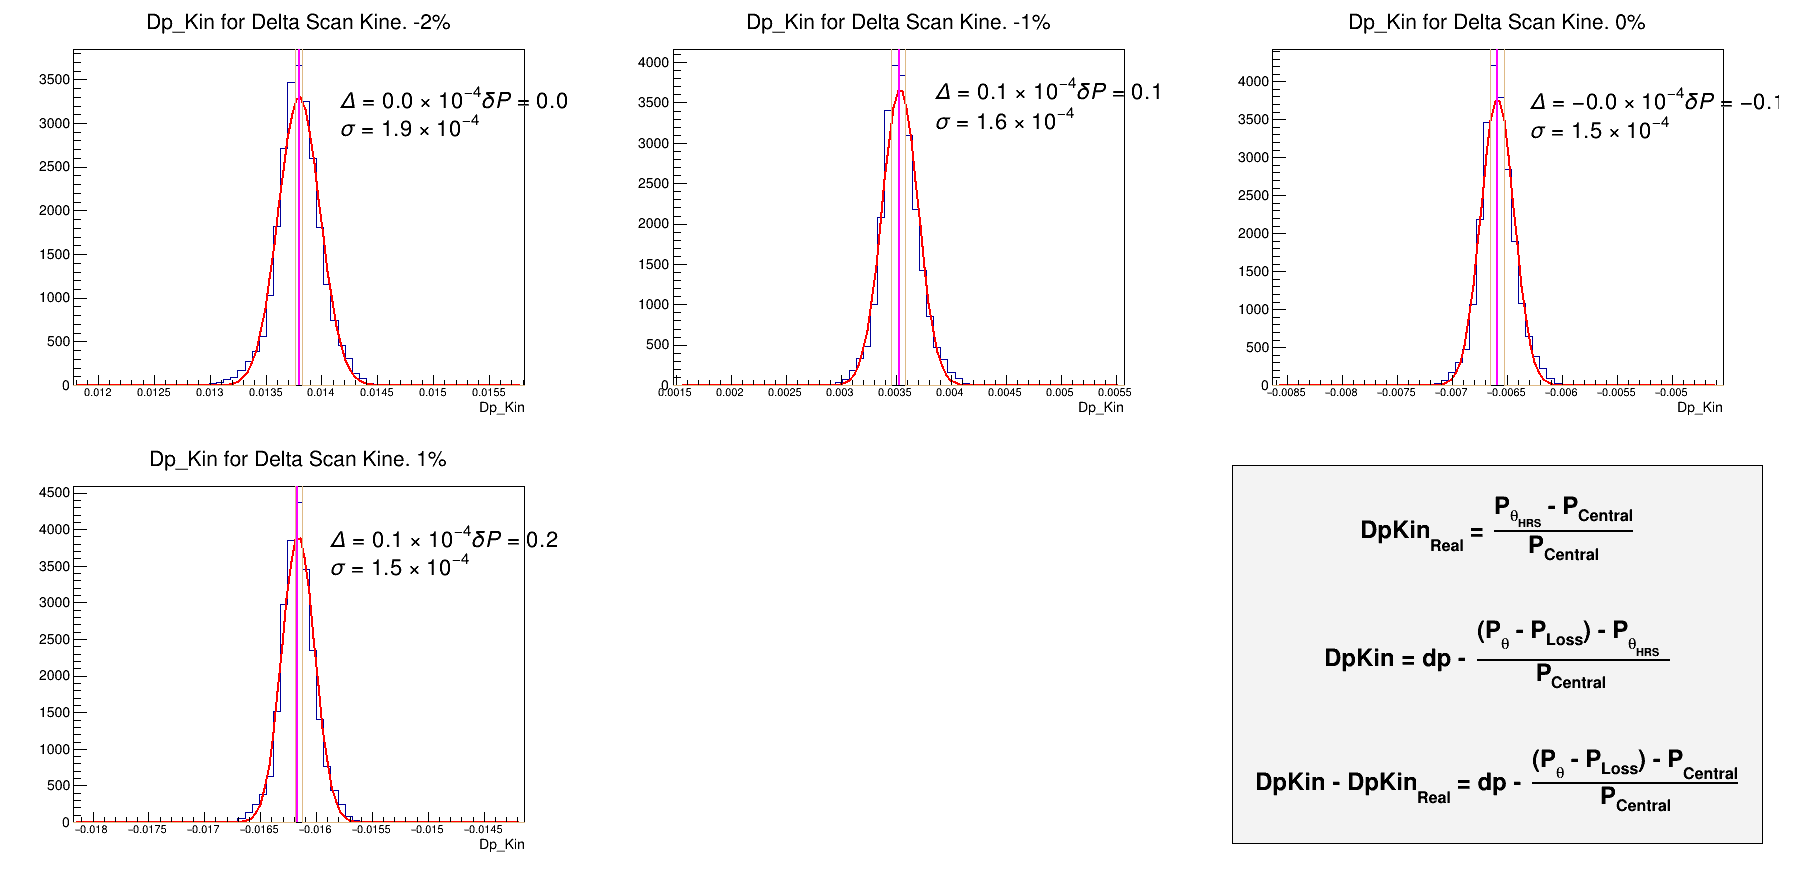 Dp_Kin for Delta Scan Kine. -2%
3500
3000
2500
2000
1500
1000
500
0
Δ = 0.0 × 10⁻⁴δP = 0.0
σ = 1.9 × 10⁻⁴
0.012 0.0125 0.013 0.0135 0.014 0.0145 0.015 0.0155
Dp_Kin
Dp_Kin for Delta Scan Kine. -1%
4000
3500
3000
2500
2000
1500
1000
500
0
Δ = 0.1 × 10⁻⁴δP = 0.1
σ = 1.6 × 10⁻⁴
0.0015 0.002 0.0025 0.003 0.0035 0.004 0.0045 0.005 0.0055
Dp_Kin
Dp_Kin for Delta Scan Kine. 0%
4000
3500
3000
2500
2000
1500
1000
500
0
Δ = −0.0 × 10⁻⁴δP = −0.1
σ = 1.5 × 10⁻⁴
−0.0085 −0.008 −0.0075 −0.007 −0.0065 −0.006 −0.0055 −0.005
Dp_Kin
Dp_Kin for Delta Scan Kine. 1%
4500
4000
3500
3000
2500
2000
1500
1000
500
0
Δ = 0.1 × 10⁻⁴δP = 0.2
σ = 1.5 × 10⁻⁴
−0.018 −0.0175 −0.017 −0.0165 −0.016 −0.0155 −0.015 −0.0145
Dp_Kin
P_θ_HRS - P_Central
DpKin_Real =
P_Central
(P_θ - P_Loss) - P_θ_HRS
DpKin = dp -
P_Central
(P_θ - P_Loss) - P_Central
DpKin - DpKin_Real = dp -
P_Central